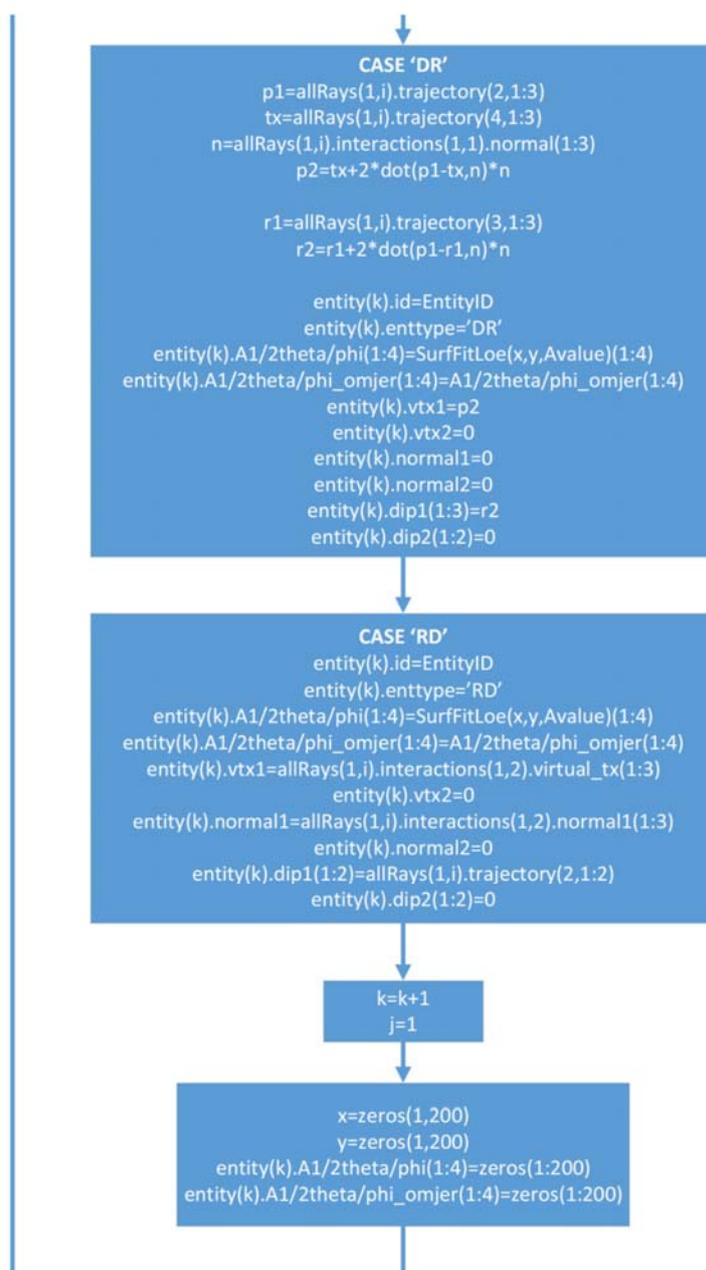 CASE ‘DR’
p1=allRays(1,i).trajectory(2,1:3)
tx=allRays(1,i).trajectory(4,1:3)
n=allRays(1,i).interactions(1,1).normal(1:3)
p2=tx+2*dot(p1-tx,n)*n
r1=allRays(1,i).trajectory(3,1:3)
r2=r1+2*dot(p1-r1,n)*n
entity(k).id=EntityID
entity(k).enttype=’DR’
entity(k).A1/2theta/phi(1:4)=SurfFitLoe(x,y,Avalue)(1:4)
entity(k).A1/2theta/phi_omjer(1:4)=A1/2theta/phi_omjer(1:4)
entity(k).vtx1=p2
entity(k).vtx2=0
entity(k).normal1=0
entity(k).normal2=0
entity(k).dip1(1:3)=r2
entity(k).dip2(1:2)=0
CASE ‘RD’
entity(k).id=EntityID
entity(k).enttype=’RD’
entity(k).A1/2theta/phi(1:4)=SurfFitLoe(x,y,Avalue)(1:4)
entity(k).A1/2theta/phi_omjer(1:4)=A1/2theta/phi_omjer(1:4)
entity(k).vtx1=allRays(1,i).interactions(1,2).virtual_tx(1:3)
entity(k).vtx2=0
entity(k).normal1=allRays(1,i).interactions(1,2).normal1(1:3)
entity(k).normal2=0
entity(k).dip1(1:2)=allRays(1,i).trajectory(2,1:2)
entity(k).dip2(1:2)=0
k=k+1
j=1
x=zeros(1,200)
y=zeros(1,200)
entity(k).A1/2theta/phi(1:4)=zeros(1:200)
entity(k).A1/2theta/phi_omjer(1:4)=zeros(1:200)